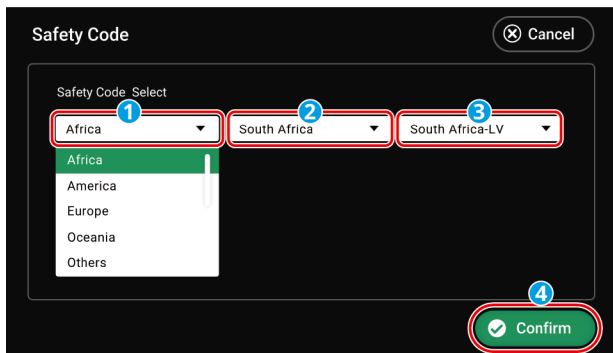 Safety Code
Cancel
Safety Code Select
1
2
3
Africa
South Africa
South Africa-LV
Africa
America
Europe
Oceania
Others
4
Confirm